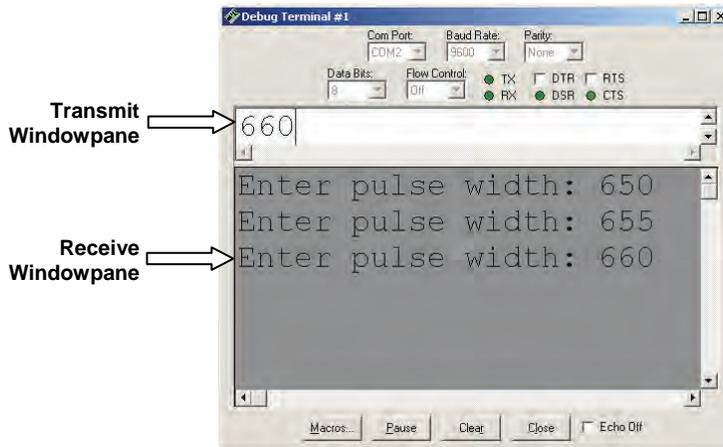 Debug Terminal #1
Com Port: Baud Rate: Parity:
COM2 9600 None
Data Bits: Flow Control: TX DTR RTS
8 Off RX DSR CTS
Transmit
Windowpane
660
Enter pulse width: 650
Enter pulse width: 655
Receive
Windowpane
Enter pulse width: 660
Macros... Pause Clear Close Echo Off